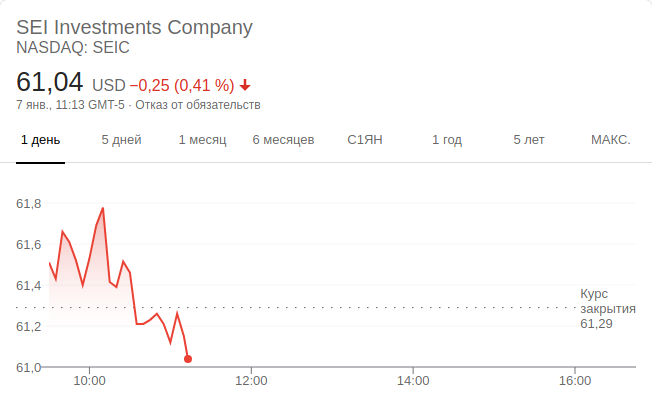 SEI Investments Company
NASDAQ: SEIC
61,04 USD −0,25 (0,41 %)
7 янв., 11:13 GMT-5 · Отказ от обязательств
1 день 5 дней 1 месяц 6 месяцев С1ЯН 1 год 5 лет МАКС.
61,8
61,6
61,4
Курс
закрытия
61,29
61,2
61,0
10:00 12:00 14:00 16:00